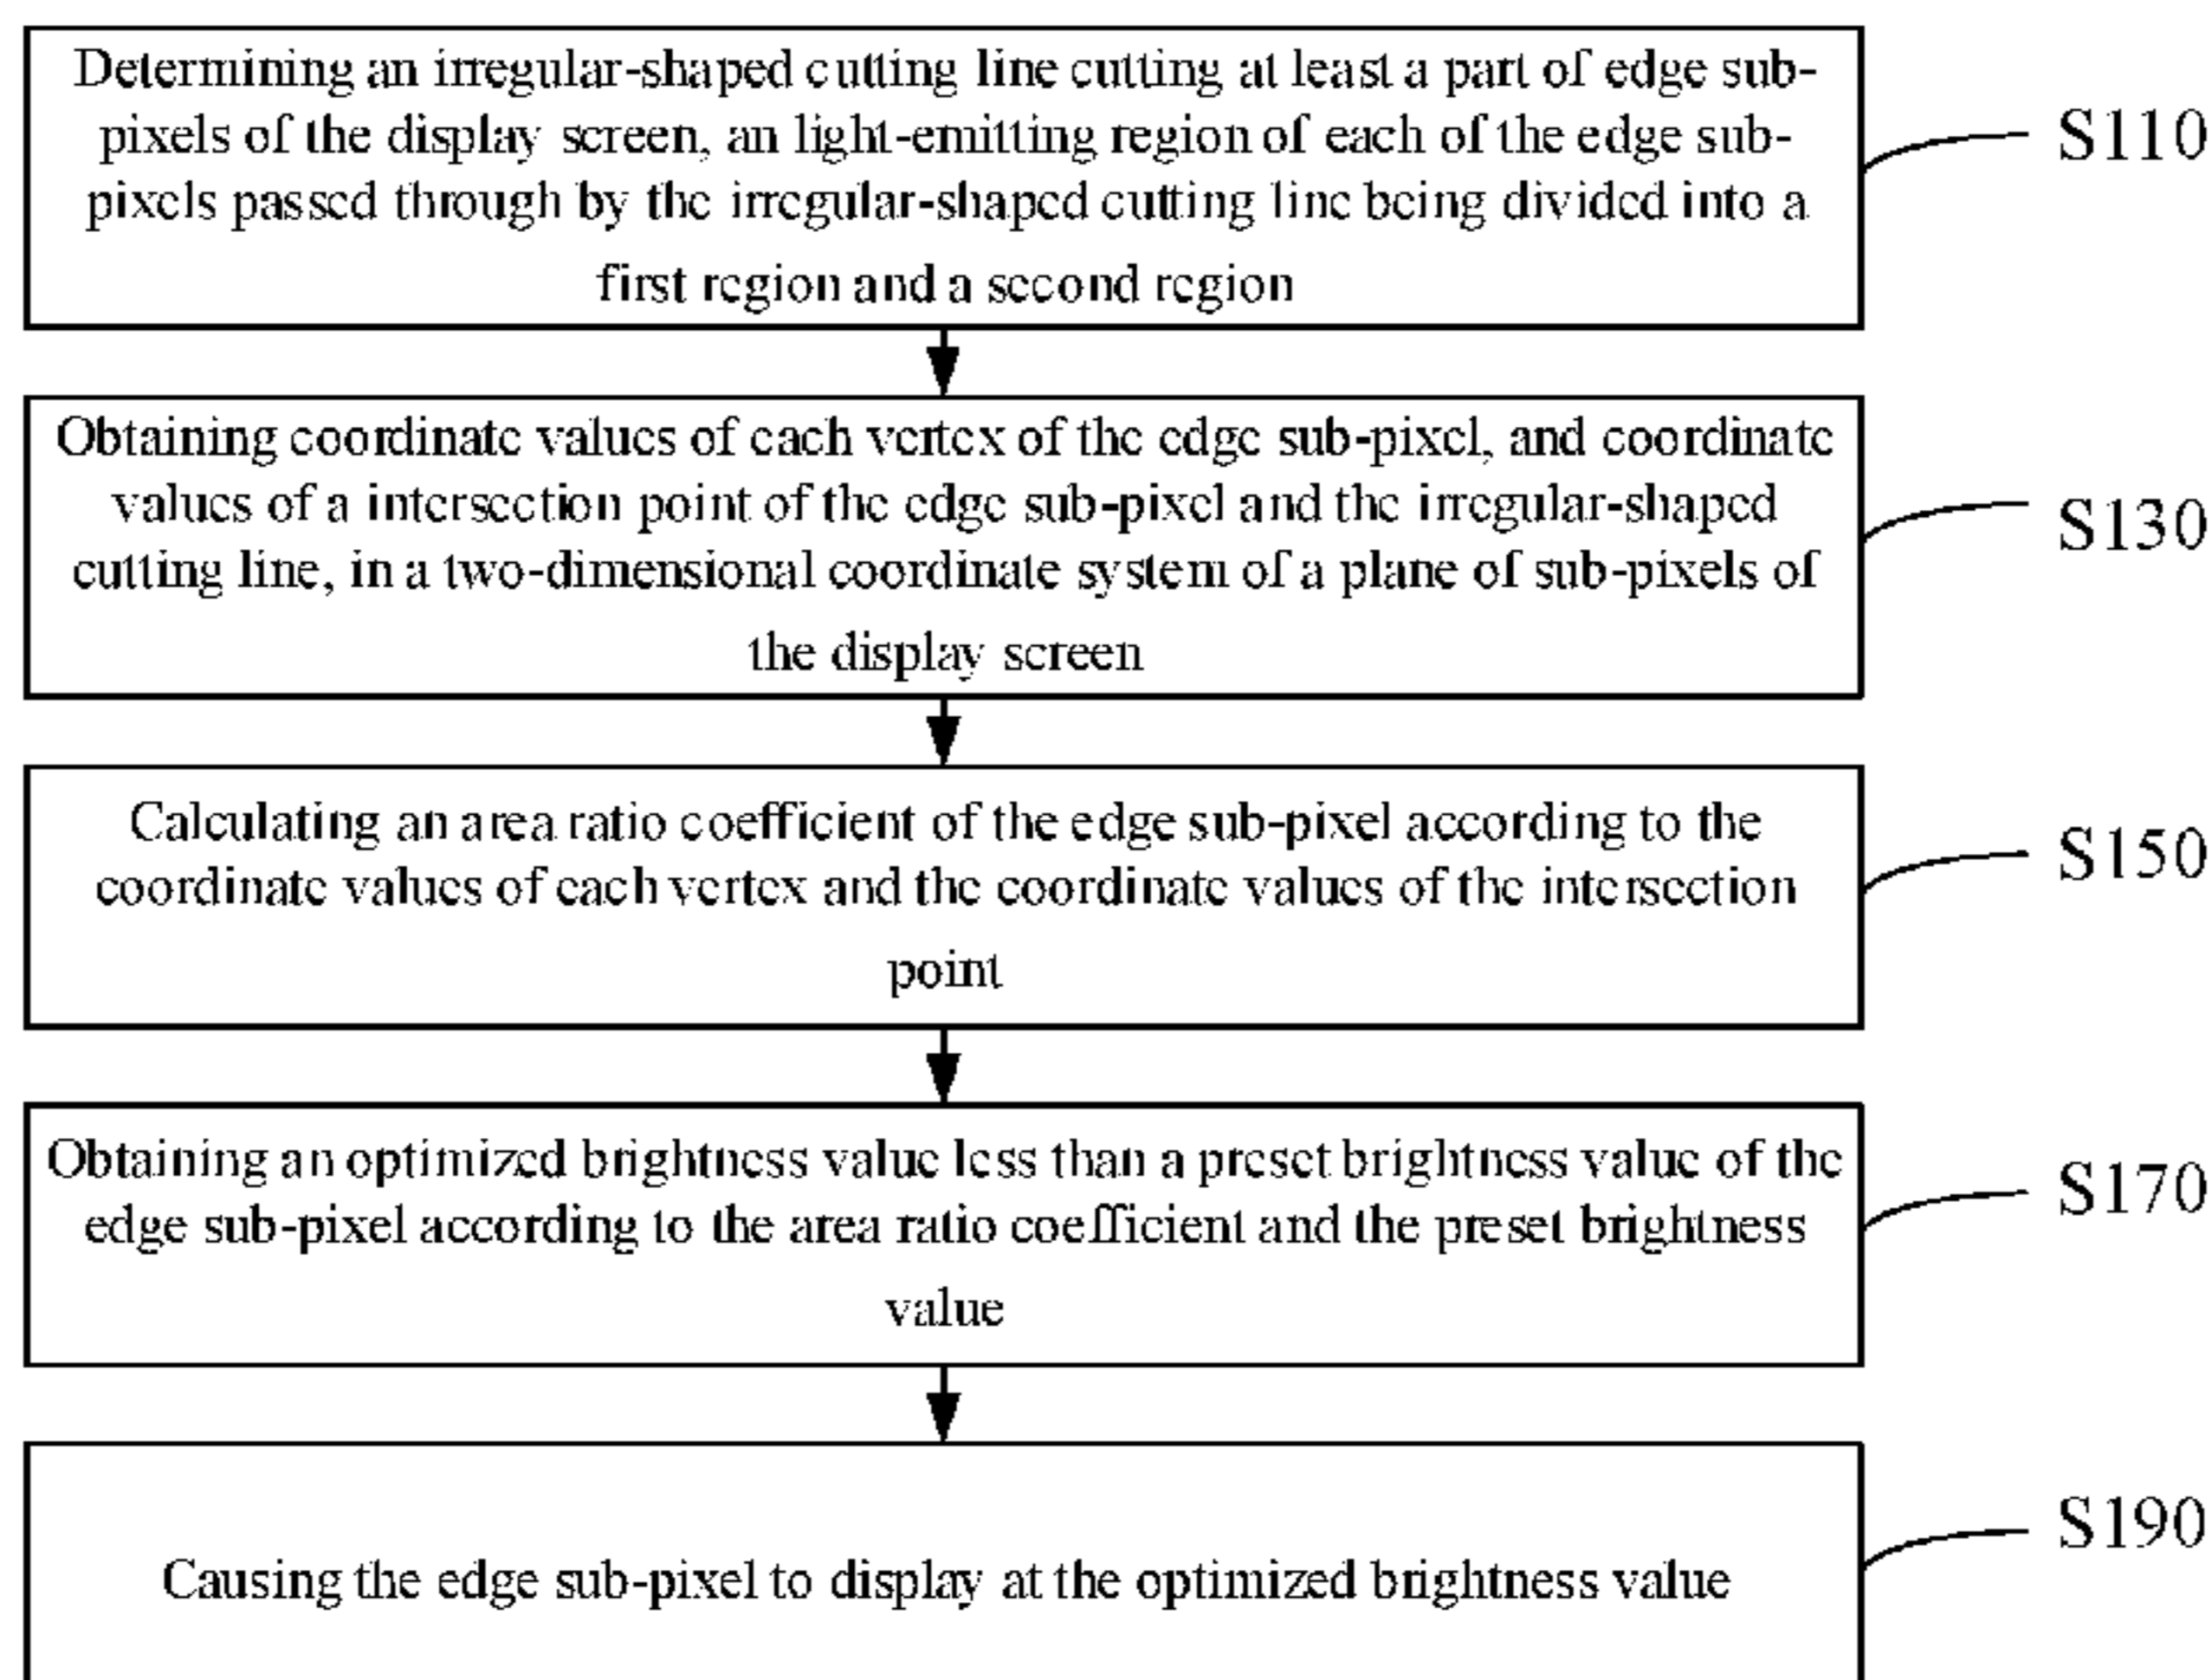 Determining an irregular-shaped cutting line cutting at least a part of edge sub-
pixels of the display screen, an light-emitting region of each of the edge sub-
pixels passed through by the irregular-shaped cutting line being divided into a
first region and a second region
S110
Obtaining coordinate values of each vertex of the edge sub-pixel, and coordinate
values of a intersection point of the edge sub-pixel and the irregular-shaped
cutting line, in a two-dimensional coordinate system of a plane of sub-pixels of
the display screen
S130
Calculating an area ratio coefficient of the edge sub-pixel according to the
coordinate values of each vertex and the coordinate values of the intersection
point
S150
Obtaining an optimized brightness value less than a preset brightness value of the
edge sub-pixel according to the area ratio coefficient and the preset brightness
value
S170
Causing the edge sub-pixel to display at the optimized brightness value
S190